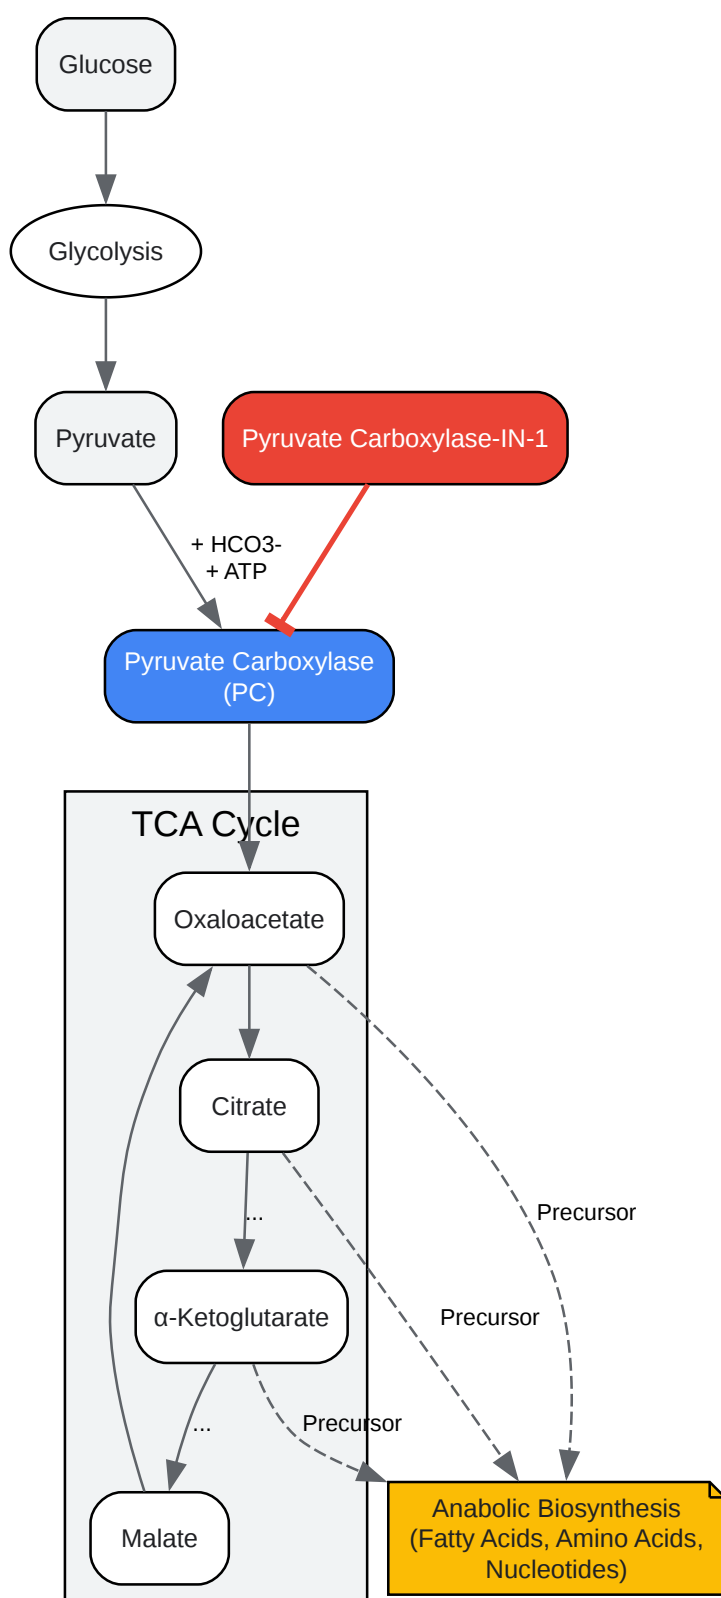 Glucose
Glycolysis
Pyruvate
Pyruvate Carboxylase-IN-1
+ HCO3-
+ ATP
Pyruvate Carboxylase
(PC)
TCA Cycle
Oxaloacetate
Citrate
...
Precursor
α-Ketoglutarate
Precursor
...
Precursor
Malate
Anabolic Biosynthesis
(Fatty Acids, Amino Acids,
Nucleotides)